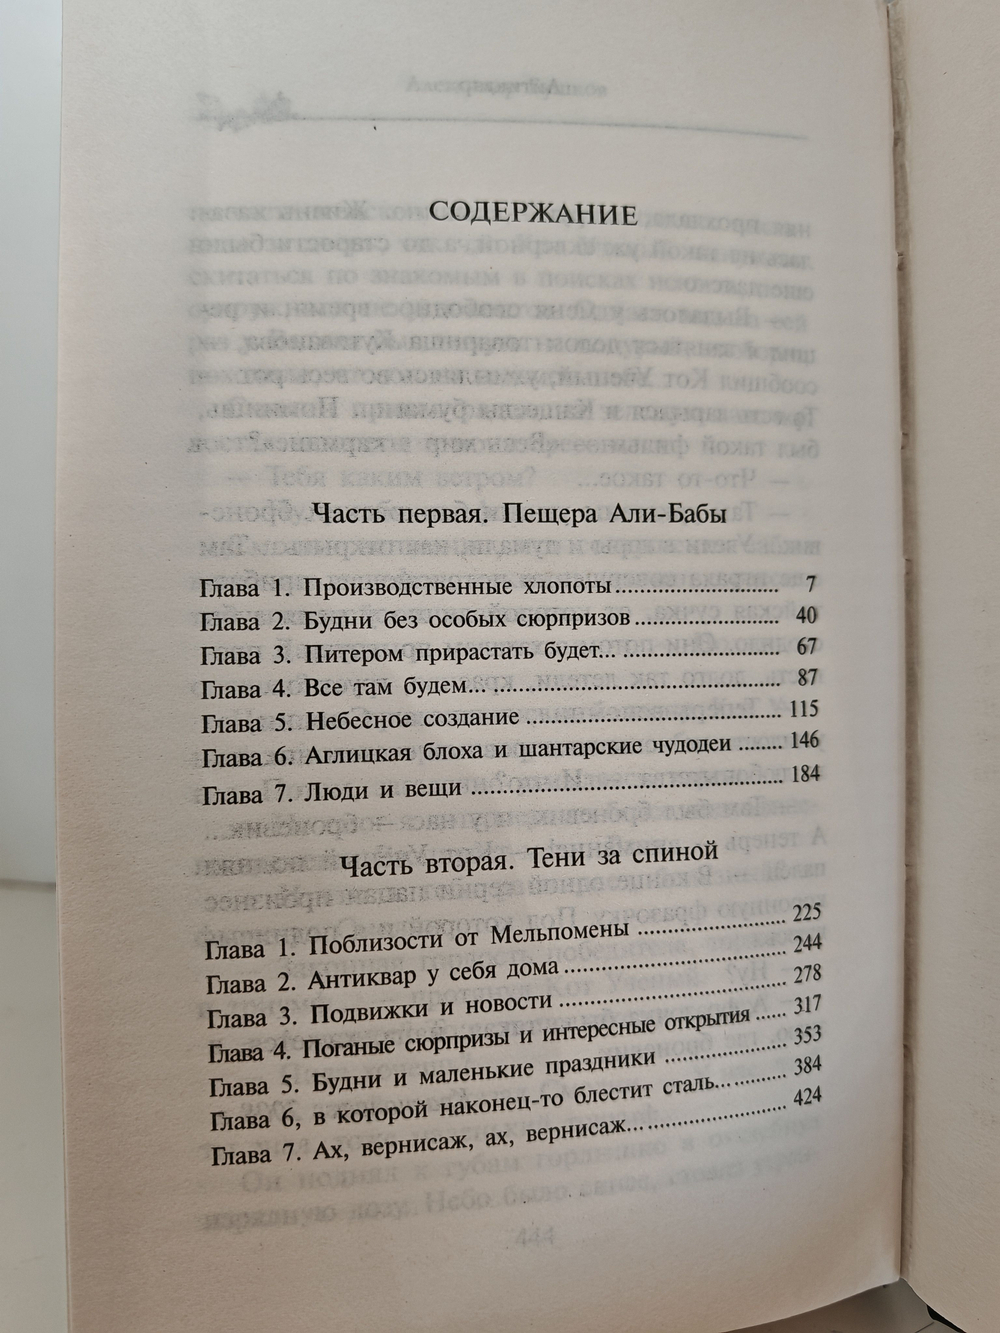 СОДЕРЖАНИЕ
Часть первая. Пещера Али-Бабы
Глава 1. Производственные хлопоты ........................... 7
Глава 2. Будни без особых сюрпризов ....................... 40
Глава 3. Питером прирастать будет... ......................... 67
Глава 4. Все там будем... ............................................. 87
Глава 5. Небесное создание ........................................ 115
Глава 6. Аглицкая блоха и шантарские чудодеи ....... 146
Глава 7. Люди и вещи ................................................. 184
Часть вторая. Тени за спиной
Глава 1. Поблизости от Мельпомены ........................ 225
Глава 2. Антиквар у себя дома ................................... 244
Глава 3. Подвижки и новости .................................... 278
Глава 4. Поганые сюрпризы и интересные открытия ...... 317
Глава 5. Будни и маленькие праздники ................... 353
Глава 6, в которой наконец-то блестит сталь... ......... 384
Глава 7. Ах, вернисаж, ах, вернисаж... ...................... 424